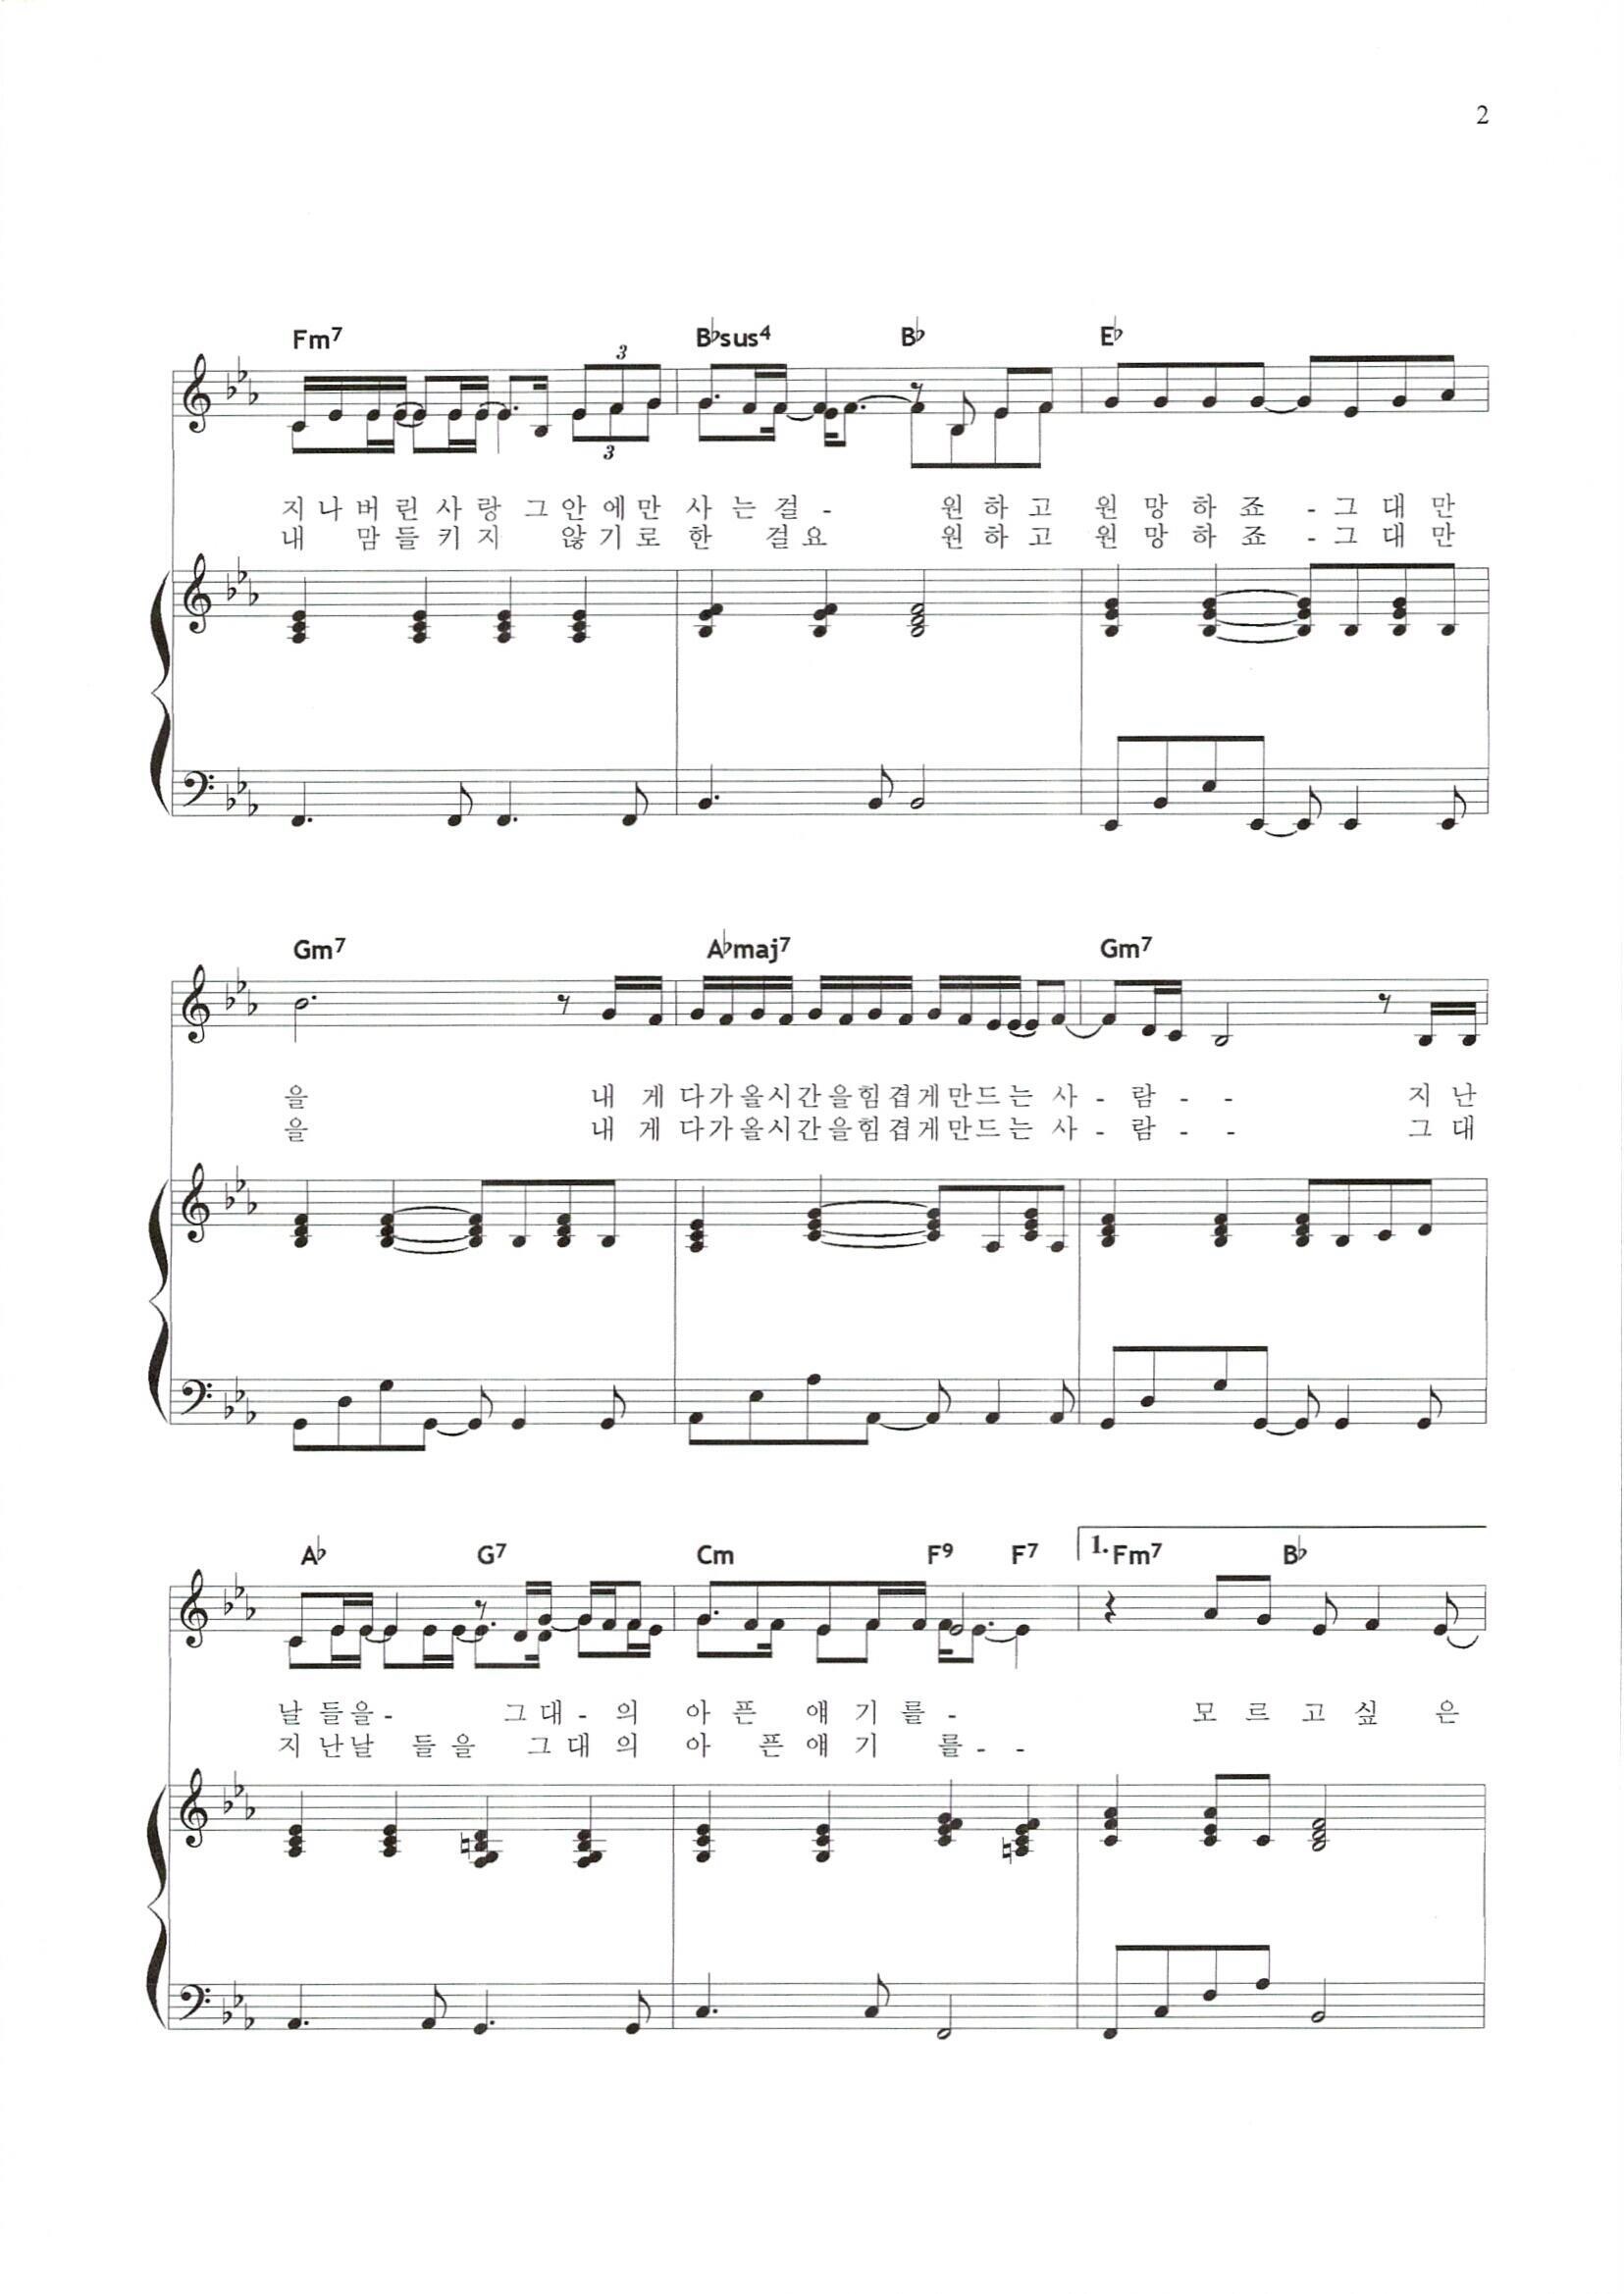 2
Fm7 B♭sus4 B♭ E♭
3
3
지 나 버 린 사 랑 그 안 에 만 사 는 걸 - 원 하 고 원 망 하 죠 - 그 대 만
내 맘 들 키 지 않 기 로 한 걸 요 원 하 고 원 망 하 죠 - 그 대 만
Gm7 A♭maj7 Gm7
을 내 게 다가올시간을힘겹게만드는 사 - 람 - - 지 난
을 내 게 다가올시간을힘겹게만드는 사 - 람 - - 그 대
A♭ G7 Cm F9 F7 1. Fm7 B♭
날 들을 - 그 대 - 의 아 픈 얘 기 를 - 모 르 고 싶 은
지 난날 들 을 그 대 의 아 픈 얘 기 를 - -